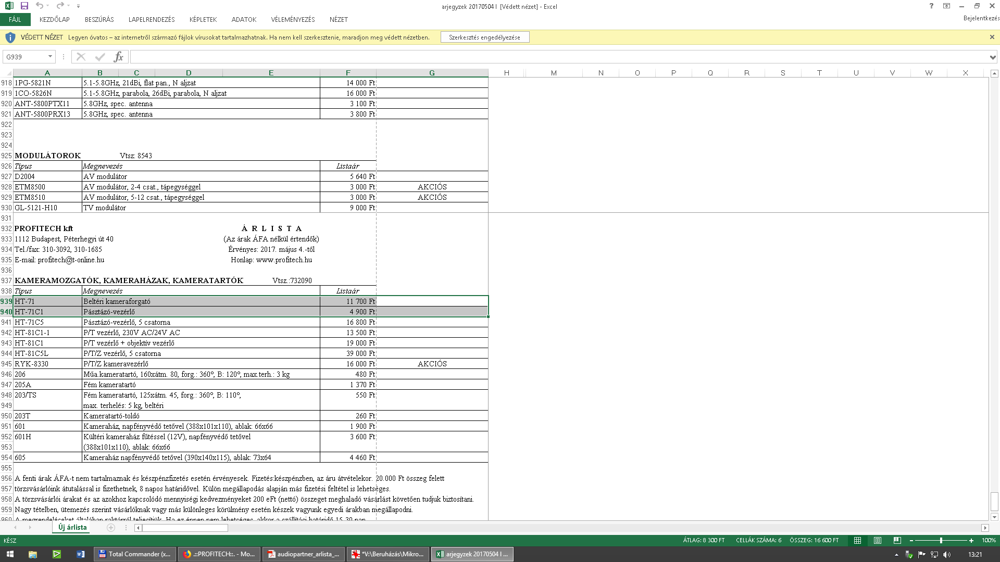 arjegyzek 20170504 I  [Védett nézet] - Excel
FÁJL KEZDŐLAP BESZÚRÁS LAPELRENDEZÉS KÉPLETEK ADATOK VÉLEMÉNYEZÉS NÉZET Bejelentkezés
VÉDETT NÉZET Legyen óvatos – az internetről származó fájlok vírusokat tartalmazhatnak. Ha nem kell szerkesztenie, maradjon meg védett nézetben. Szerkesztés engedélyezése
G939 fx
A B C D E F G H M N O P Q R S T U V W X
918 1PG-5821N 5.1-5.8GHz, 21dBi, flat pan., N aljzat 14 000 Ft
919 1CO-5826N 5.1-5.8GHz, parabola, 26dBi, parabola, N aljzat 16 000 Ft
920 ANT-5800PTX11 5.8GHz, spec. antenna 3 100 Ft
921 ANT-5800PRX13 5.8GHz, spec. antenna 3 800 Ft
922
923
924
925 MODULÁTOROK Vtsz: 8543
926 Típus Megnevezés Listaár
927 D2004 AV modulátor 5 640 Ft
928 ETM8500 AV modulátor, 2-4 csat., tápegységgel 3 000 Ft AKCIÓS
929 ETM8510 AV modulátor, 5-12 csat., tápegységgel 3 000 Ft AKCIÓS
930 GL-5121-H10 TV modulátor 9 000 Ft
931
932 PROFITECH kft Á R L I S T A
933 1112 Budapest, Péterhegyi út 40 (Az árak ÁFA nélkül értendők)
934 Tel./fax: 310-3092, 310-1685 Érvényes: 2017. május 4.-től
935 E-mail: profitech@t-online.hu Honlap: www.profitech.hu
936
937 KAMERAMOZGATÓK, KAMERAHÁZAK, KAMERATARTÓK Vtsz.:732090
938 Típus Megnevezés Listaár
939 HT-71 Beltéri kameraforgató 11 700 Ft
940 HT-71C1 Pásztázó-vezérlő 4 900 Ft
941 HT-71C5 Pásztázó-vezérlő, 5 csatorna 16 800 Ft
942 HT-81C1-1 P/T vezérlő, 230V AC/24V AC 13 500 Ft
943 HT-81C1 P/T vezérlő + objektív vezérlő 19 000 Ft
944 HT-81C5L P/T/Z vezérlő, 5 csatorna 39 000 Ft
945 RYK-8330 P/T/Z kameravezérlő 16 000 Ft AKCIÓS
946 206 Műa.kameratartó, 160xátm. 80, forg.: 360°, B: 120°, max.terh.: 3 kg 480 Ft
947 205A Fém kameratartó 1 370 Ft
948 203/TS Fém kameratartó, 125xátm. 45, forg.: 360°, B: 110°, 550 Ft
949 max. terhelés: 5 kg, beltéri
950 203T Kameratartó-toldó 260 Ft
951 601 Kameraház, napfényvédő tetővel (388x101x110), ablak: 66x66 1 900 Ft
952 601H Kültéri kameraház fűtéssel (12V), napfényvédő tetővel 3 600 Ft
953 (388x101x110), ablak: 66x66
954 605 Kameraház napfényvédő tetővel (390x140x115), ablak: 73x64 4 460 Ft
955
956 A fenti árak ÁFA-t nem tartalmaznak és készpénzfizetés esetén érvényesek. Fizetés:készpénzben, az áru átvételekor. 20.000 Ft összeg felett
957 törzsvásárlóink átutalással is fizethetnek, 8 napos határidővel. Külön megállapodás alapján más fizetési feltétel is lehetséges.
958 A törzsvásárlói árakat és az azokhoz kapcsolódó mennyiségi kedvezményeket 200 eFt (nettó) összeget meghaladó vásárlást követően tudjuk biztosítani.
959 Nagy tételben, ütemezés szerint vásárlóknak vagy más különleges körülmény esetén készek vagyunk egyedi árakban megállapodni.
960 A megrendeléseket általában raktárról teljesítjük. Ha ez éppen nem lehetséges, akkor a szállítási határidő 15-30 nap.
Új árlista
KÉSZ ÁTLAG: 8 300 FT CELLÁK SZÁMA: 6 ÖSSZEG: 16 600 FT 100%
Total Commander (x... .::PROFITECH::. - Mo... audiopartner_arlista_... *V:\Beruházás\Mikro... arjegyzek 20170504 I ... 13:21